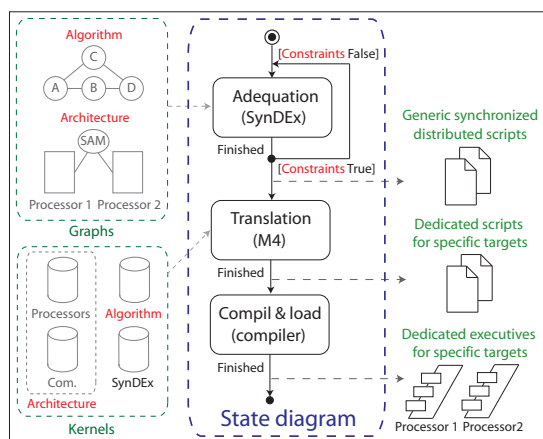 Algorithm
C
A
B
D
Architecture
SAM
Processor 1
Processor 2
Graphs
Processors
Algorithm
Com.
SynDEx
Architecture
Kernels
[Constraints False]
Adequation
(SynDEx)
Finished
[Constraints True]
Translation
(M4)
Finished
Compil & load
(compiler)
Finished
State diagram
Generic synchronized
distributed scripts
Dedicated scripts
for specific targets
Dedicated executives
for specific targets
Processor 1
Processor2